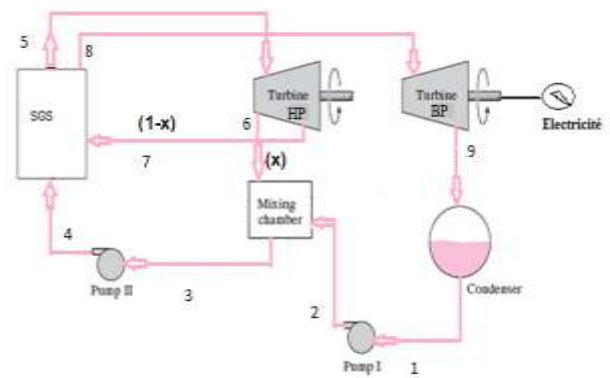 5
8
SGS
Turbine
HP
Turbine
BP
Electricité
6
(1-x)
7
(x)
9
Mixing
chamber
4
Pump II
3
2
Condenser
Pump I
1